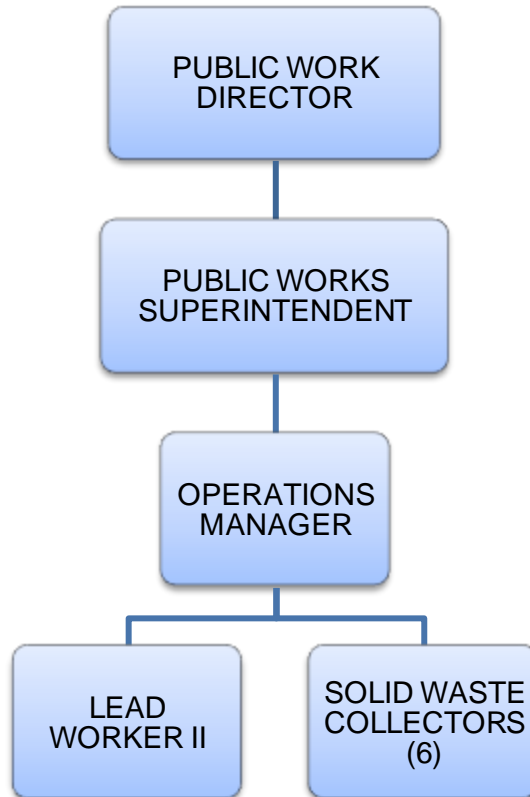 PUBLIC WORK
DIRECTOR
PUBLIC WORKS
SUPERINTENDENT
OPERATIONS
MANAGER
LEAD
WORKER II
SOLID WASTE
COLLECTORS
(6)